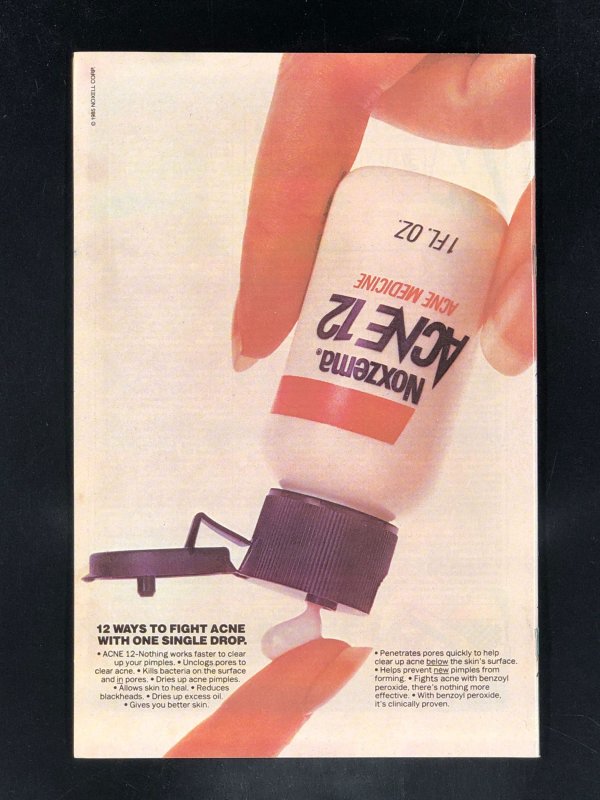 © 1985 NOXELL CORP.
1 FL. OZ.
ACNE MEDICINE
ACNE 12
Noxzema®
12 WAYS TO FIGHT ACNE
WITH ONE SINGLE DROP.
• ACNE 12-Nothing works faster to clear
up your pimples. • Unclogs pores to
clear acne. • Kills bacteria on the surface
and in pores. • Dries up acne pimples.
• Allows skin to heal. • Reduces
blackheads. • Dries up excess oil.
• Gives you better skin.
• Penetrates pores quickly to help
clear up acne below the skin's surface.
• Helps prevent new pimples from
forming. • Fights acne with benzoyl
peroxide, there's nothing more
effective. • With benzoyl peroxide,
it's clinically proven.